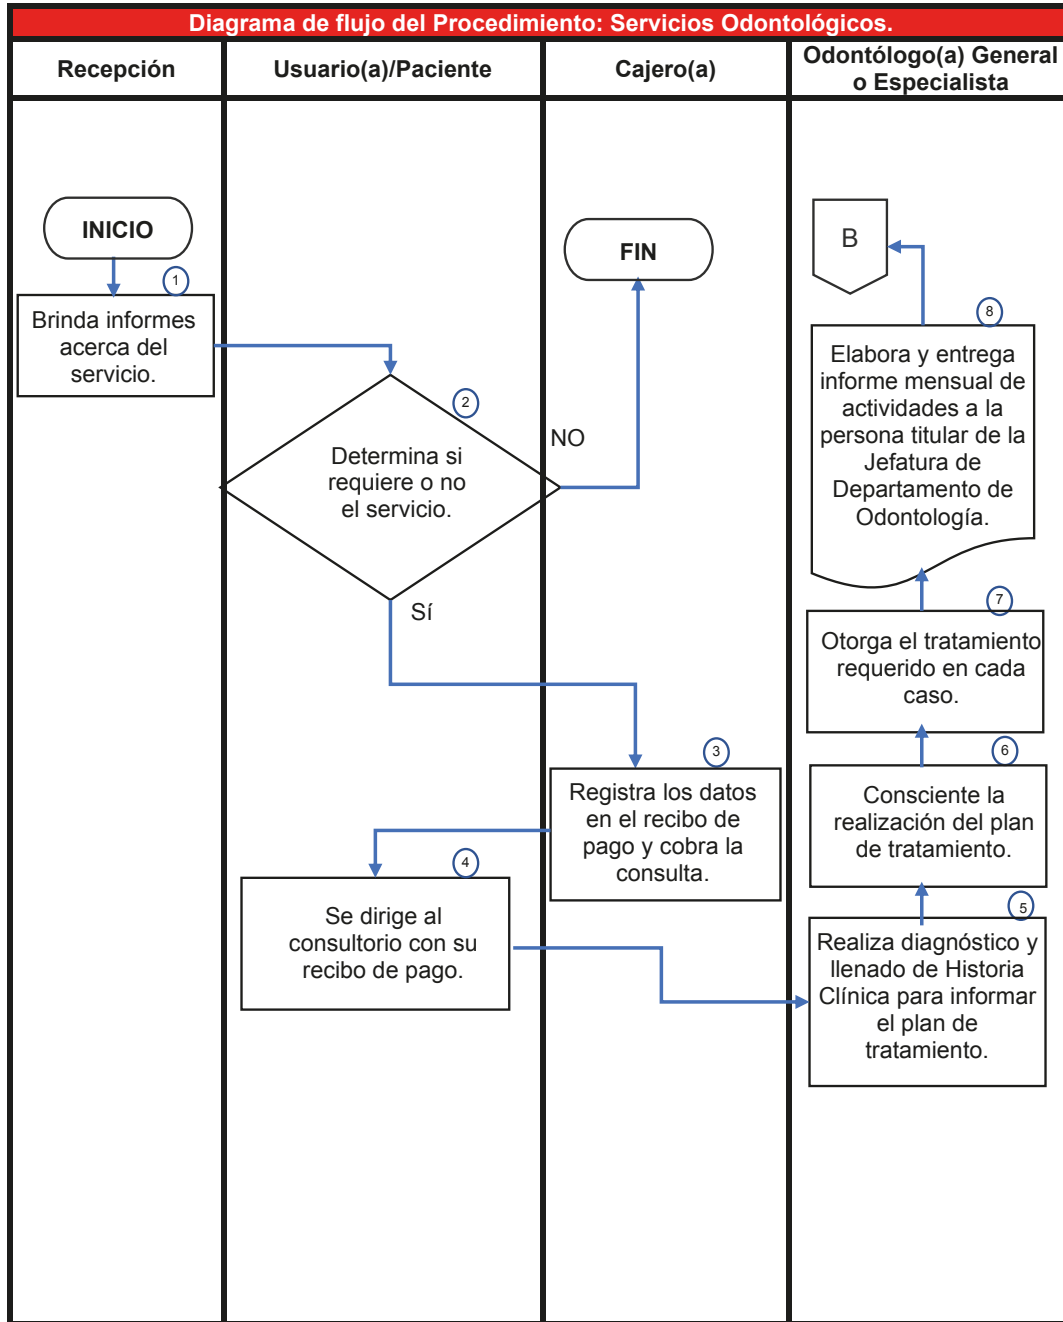 Diagrama de flujo del Procedimiento: Servicios Odontológicos.
Recepción
Usuario(a)/Paciente
Cajero(a)
Odontólogo(a) General
o Especialista
INICIO
1
Brinda informes
acerca del
servicio.
2
Determina si
requiere o no
el servicio.
NO
FIN
Sí
3
Registra los datos
en el recibo de
pago y cobra la
consulta.
4
Se dirige al
consultorio con su
recibo de pago.
5
Realiza diagnóstico y
llenado de Historia
Clínica para informar
el plan de
tratamiento.
6
Consciente la
realización del plan
de tratamiento.
7
Otorga el tratamiento
requerido en cada
caso.
8
Elabora y entrega
informe mensual de
actividades a la
persona titular de la
Jefatura de
Departamento de
Odontología.
B